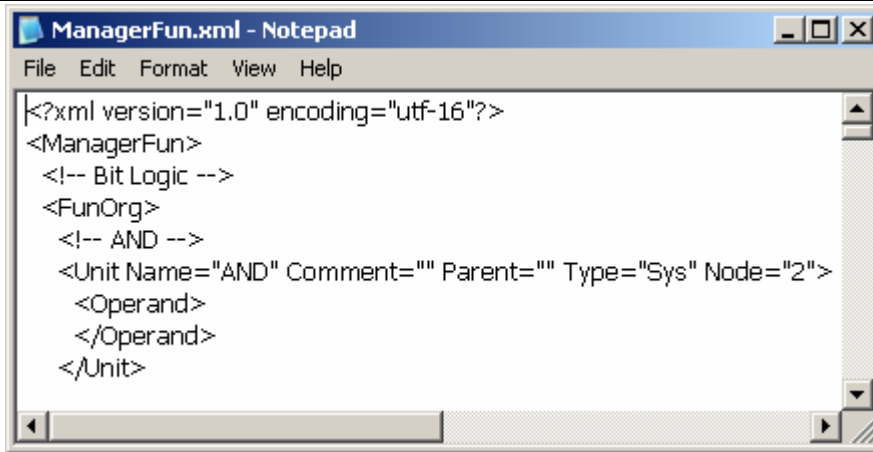 ManagerFun.xml - Notepad
File Edit Format View Help
<?xml version="1.0" encoding="utf-16"?>
<ManagerFun>
<!-- Bit Logic -->
<FunOrg>
<!-- AND -->
<Unit Name="AND" Comment="" Parent="" Type="Sys" Node="2">
<Operand>
</Operand>
</Unit>